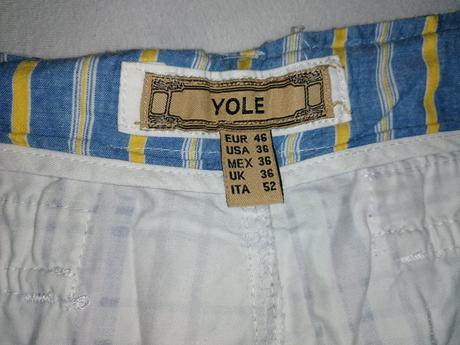 YOLE
EUR 46
USA 36
MEX 36
UK 36
ITA 52